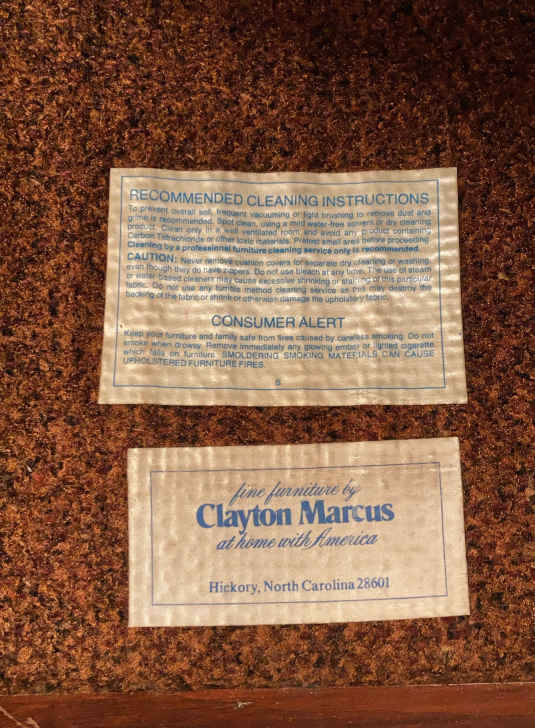 RECOMMENDED CLEANING INSTRUCTIONS
To prevent overall soil, frequent vacuuming or light brushing to remove dust and
grime is recommended. Spot clean, using a mild water-free solvent or dry cleaning
product. Clean only in a well ventilated room and avoid any product containing
Carbon Tetrachloride or other toxic materials. Pretest small area before proceeding.
Cleaning by a professional furniture cleaning service only is recommended.
CAUTION: Never remove cushion covers for separate dry cleaning or washing
even though they do have zippers. Do not use bleach at any time. The use of steam
or water-based cleaners may cause excessive shrinking or staining of this particular
fabric. Do not use any tumble method cleaning service as this may destroy the
backing of the fabric or shrink or otherwise damage the upholstery fabric.
CONSUMER ALERT
Keep your furniture and family safe from fires caused by careless smoking. Do not
smoke when drowsy. Remove immediately any glowing ember or lighted cigarette
which falls on furniture. SMOLDERING SMOKING MATERIALS CAN CAUSE
UPHOLSTERED FURNITURE FIRES.
fine furniture by
Clayton Marcus
at home with America
Hickory, North Carolina 28601